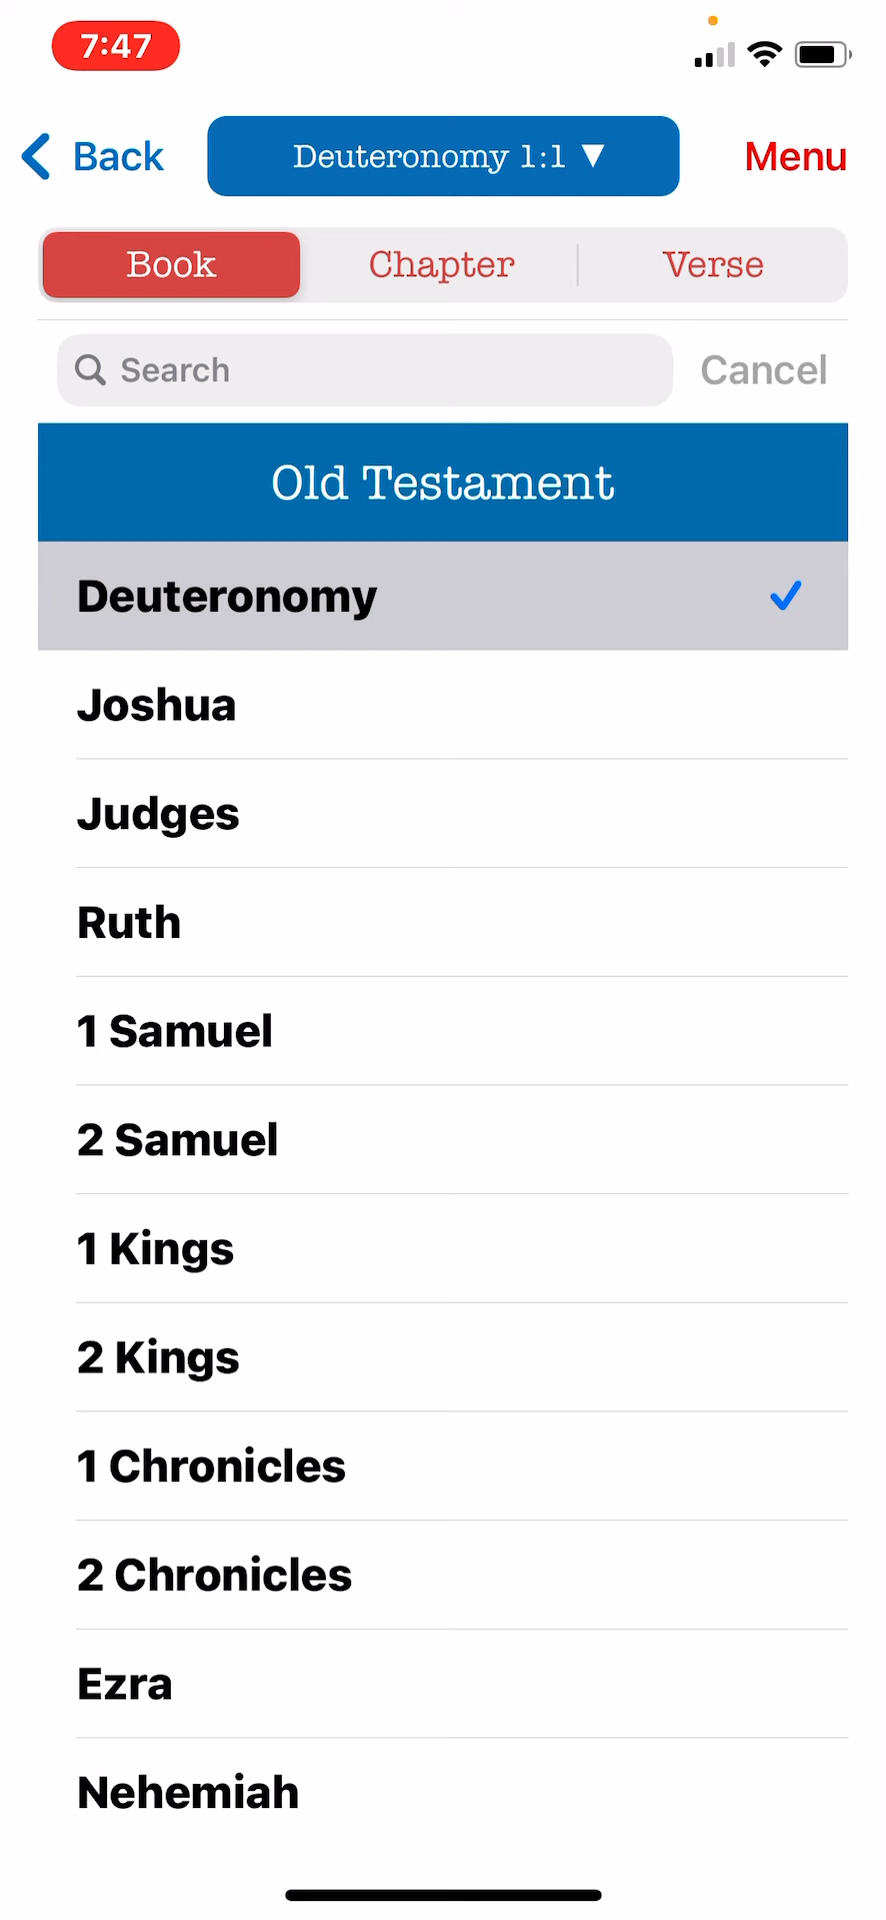 7:47
Back
Deuteronomy 1:1 ▼
Menu
Book
Chapter
Verse
Search
Cancel
Old Testament
Deuteronomy
Joshua
Judges
Ruth
1 Samuel
2 Samuel
1 Kings
2 Kings
1 Chronicles
2 Chronicles
Ezra
Nehemiah